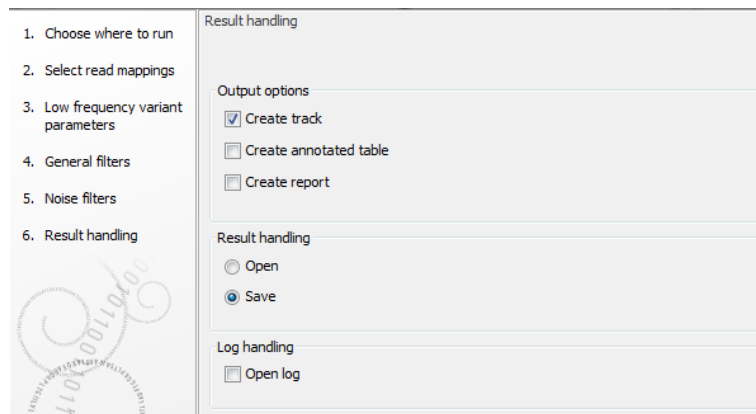 1. Choose where to run
2. Select read mappings
3. Low frequency variant
parameters
4. General filters
5. Noise filters
6. Result handling
Result handling
Output options
Create track
Create annotated table
Create report
Result handling
Open
Save
Log handling
Open log